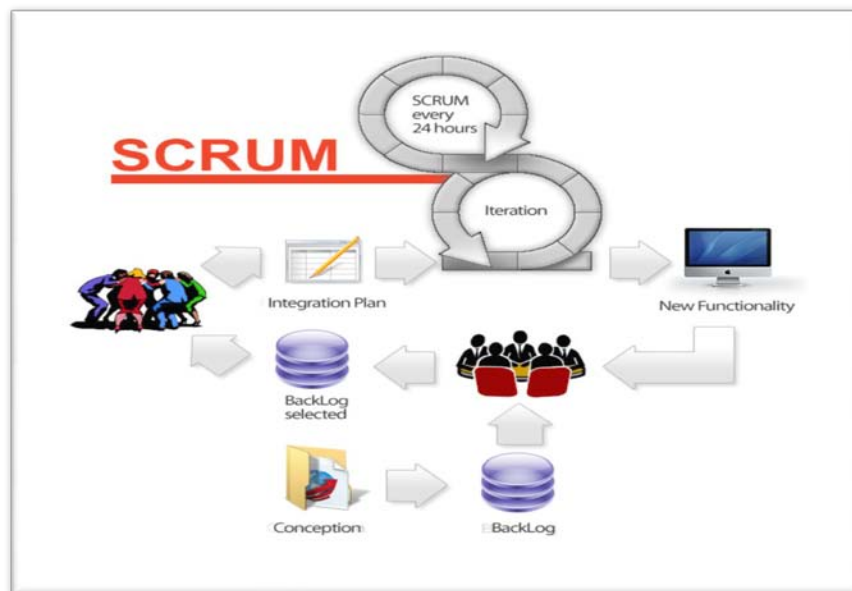 SCRUM
every
24 hours
SCRUM
Iteration
Integration Plan
New Functionality
BackLog
selected
Conception
BackLog